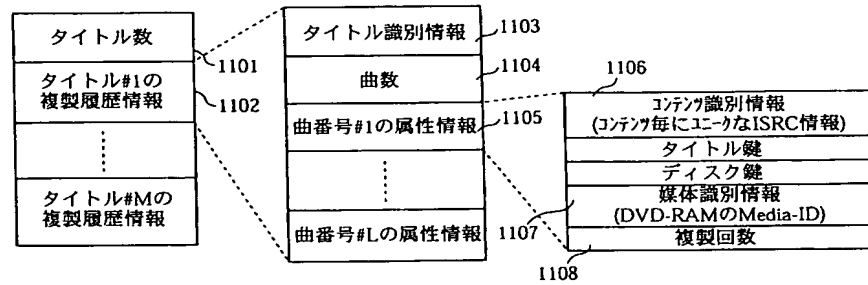 タイトル数
1101
タイトル#1の
複製履歴情報
1102
タイトル#Mの
複製履歴情報
タイトル識別情報
1103
曲数
1104
曲番号#1の属性情報
1105
曲番号#Lの属性情報
1106
コンテンツ識別情報
(コンテンツ毎にユニークなISRC情報)
タイトル鍵
ディスク鍵
媒体識別情報
(DVD-RAMのMedia-ID)
1107
複製回数
1108